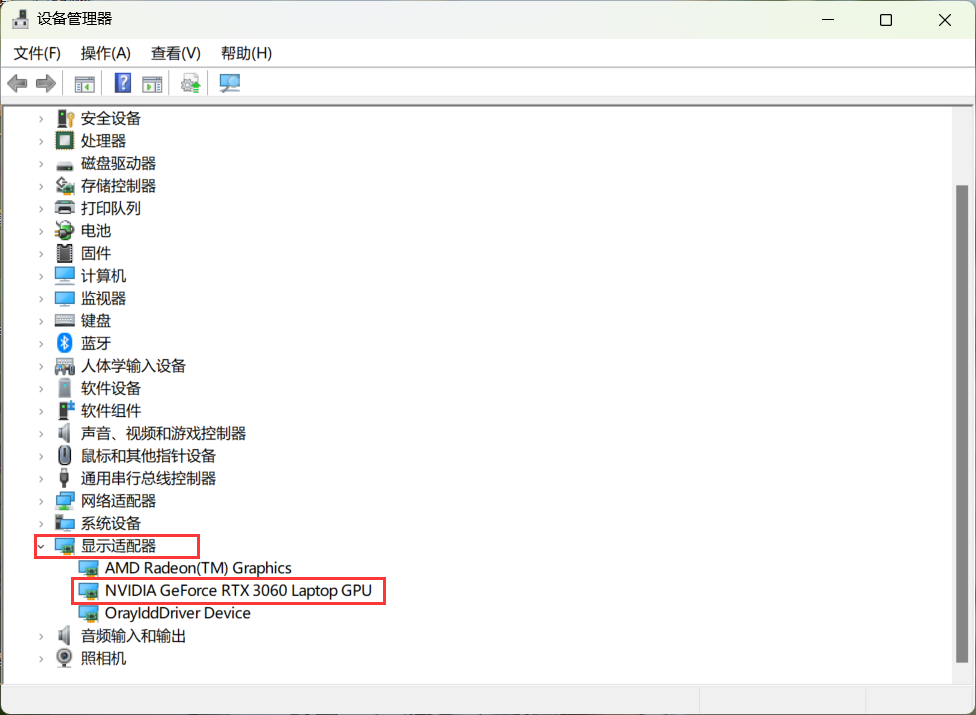 设备管理器
文件(F) 操作(A) 查看(V) 帮助(H)
安全设备
处理器
磁盘驱动器
存储控制器
打印队列
电池
固件
计算机
监视器
键盘
蓝牙
人体学输入设备
软件设备
软件组件
声音、视频和游戏控制器
鼠标和其他指针设备
通用串行总线控制器
网络适配器
系统设备
显示适配器
AMD Radeon(TM) Graphics
NVIDIA GeForce RTX 3060 Laptop GPU
OrayIddDriver Device
音频输入和输出
照相机